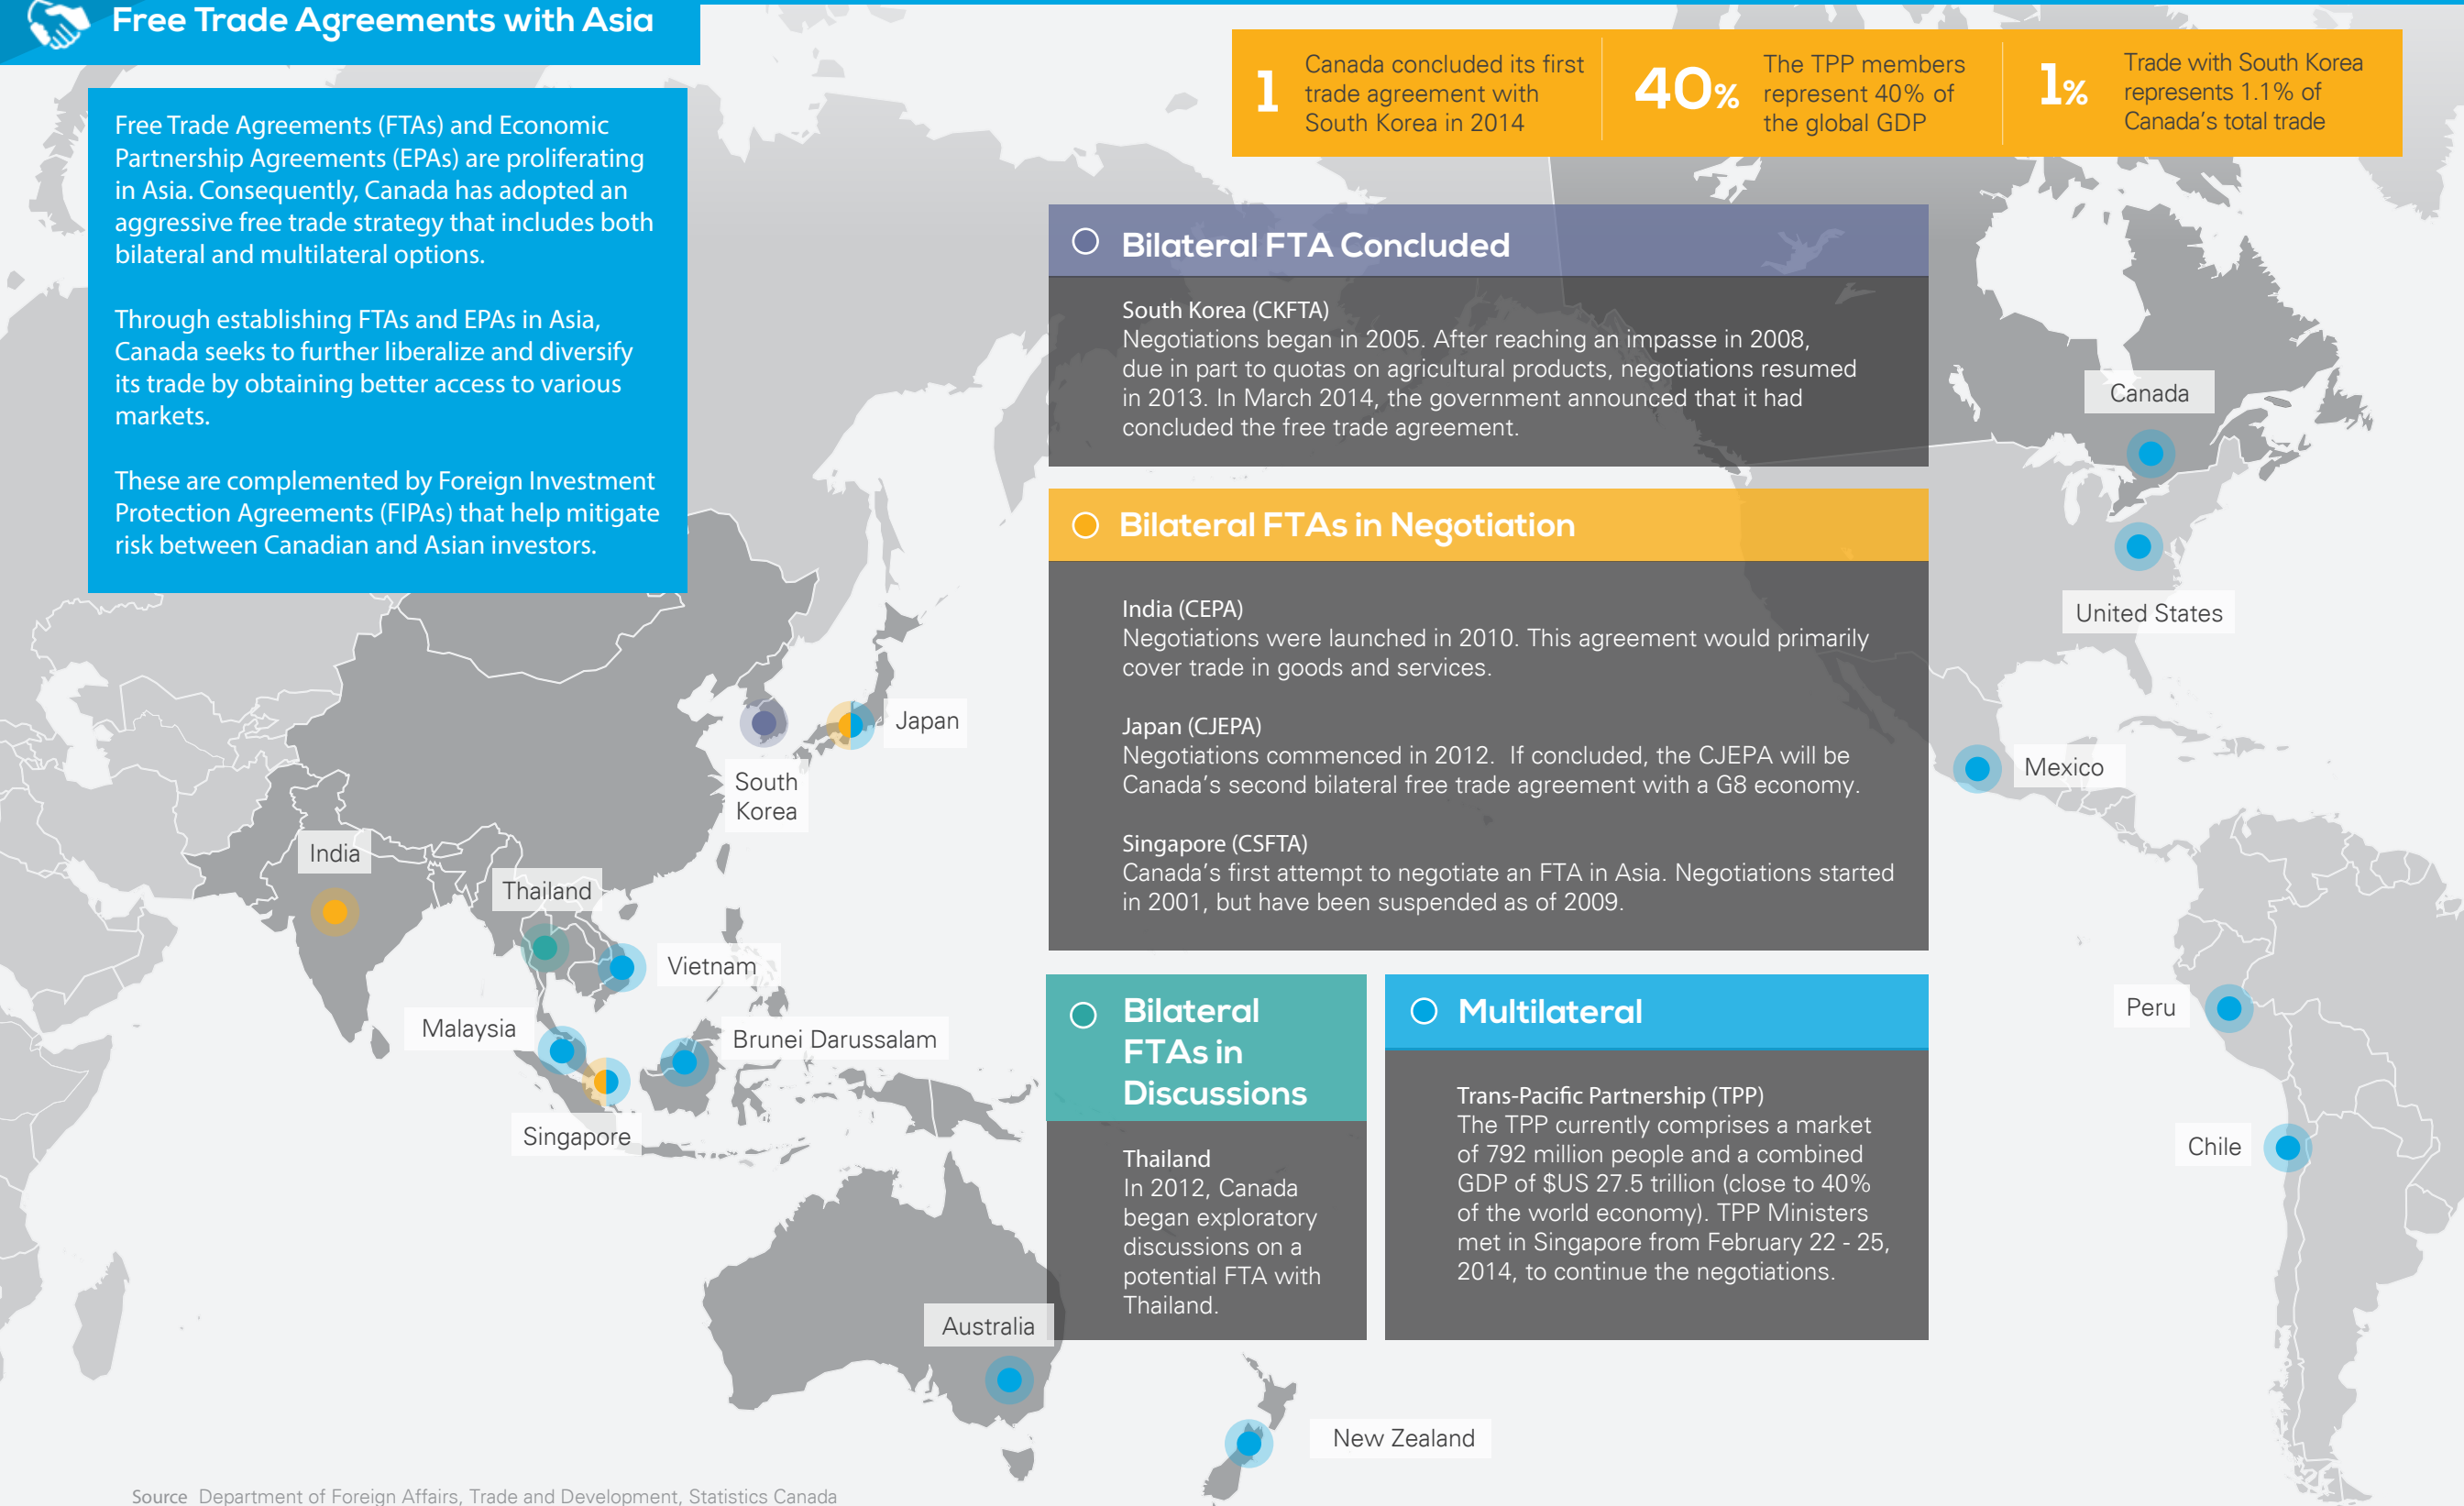 Free Trade Agreements with Asia
Free Trade Agreements (FTAs) and Economic
Partnership Agreements (EPAs) are proliferating
in Asia. Consequently, Canada has adopted an
aggressive free trade strategy that includes both
bilateral and multilateral options.
Through establishing FTAs and EPAs in Asia,
Canada seeks to further liberalize and diversify
its trade by obtaining better access to various
markets.
These are complemented by Foreign Investment
Protection Agreements (FIPAs) that help mitigate
risk between Canadian and Asian investors.
1
Canada concluded its first
trade agreement with
South Korea in 2014
40%
The TPP members
represent 40% of
the global GDP
1%
Trade with South Korea
represents 1.1% of
Canada's total trade
Bilateral FTA Concluded
South Korea (CKFTA)
Negotiations began in 2005. After reaching an impasse in 2008,
due in part to quotas on agricultural products, negotiations resumed
in 2013. In March 2014, the government announced that it had
concluded the free trade agreement.
Bilateral FTAs in Negotiation
India (CEPA)
Negotiations were launched in 2010. This agreement would primarily
cover trade in goods and services.
Japan (CJEPA)
Negotiations commenced in 2012. If concluded, the CJEPA will be
Canada's second bilateral free trade agreement with a G8 economy.
Singapore (CSFTA)
Canada's first attempt to negotiate an FTA in Asia. Negotiations started
in 2001, but have been suspended as of 2009.
Bilateral
FTAs in
Discussions
Thailand
In 2012, Canada
began exploratory
discussions on a
potential FTA with
Thailand.
Multilateral
Trans-Pacific Partnership (TPP)
The TPP currently comprises a market
of 792 million people and a combined
GDP of $US 27.5 trillion (close to 40%
of the world economy). TPP Ministers
met in Singapore from February 22 - 25,
2014, to continue the negotiations.
Canada
United States
Mexico
Peru
Chile
Japan
South
Korea
India
Thailand
Vietnam
Malaysia
Brunei Darussalam
Singapore
Australia
New Zealand
Source Department of Foreign Affairs, Trade and Development, Statistics Canada